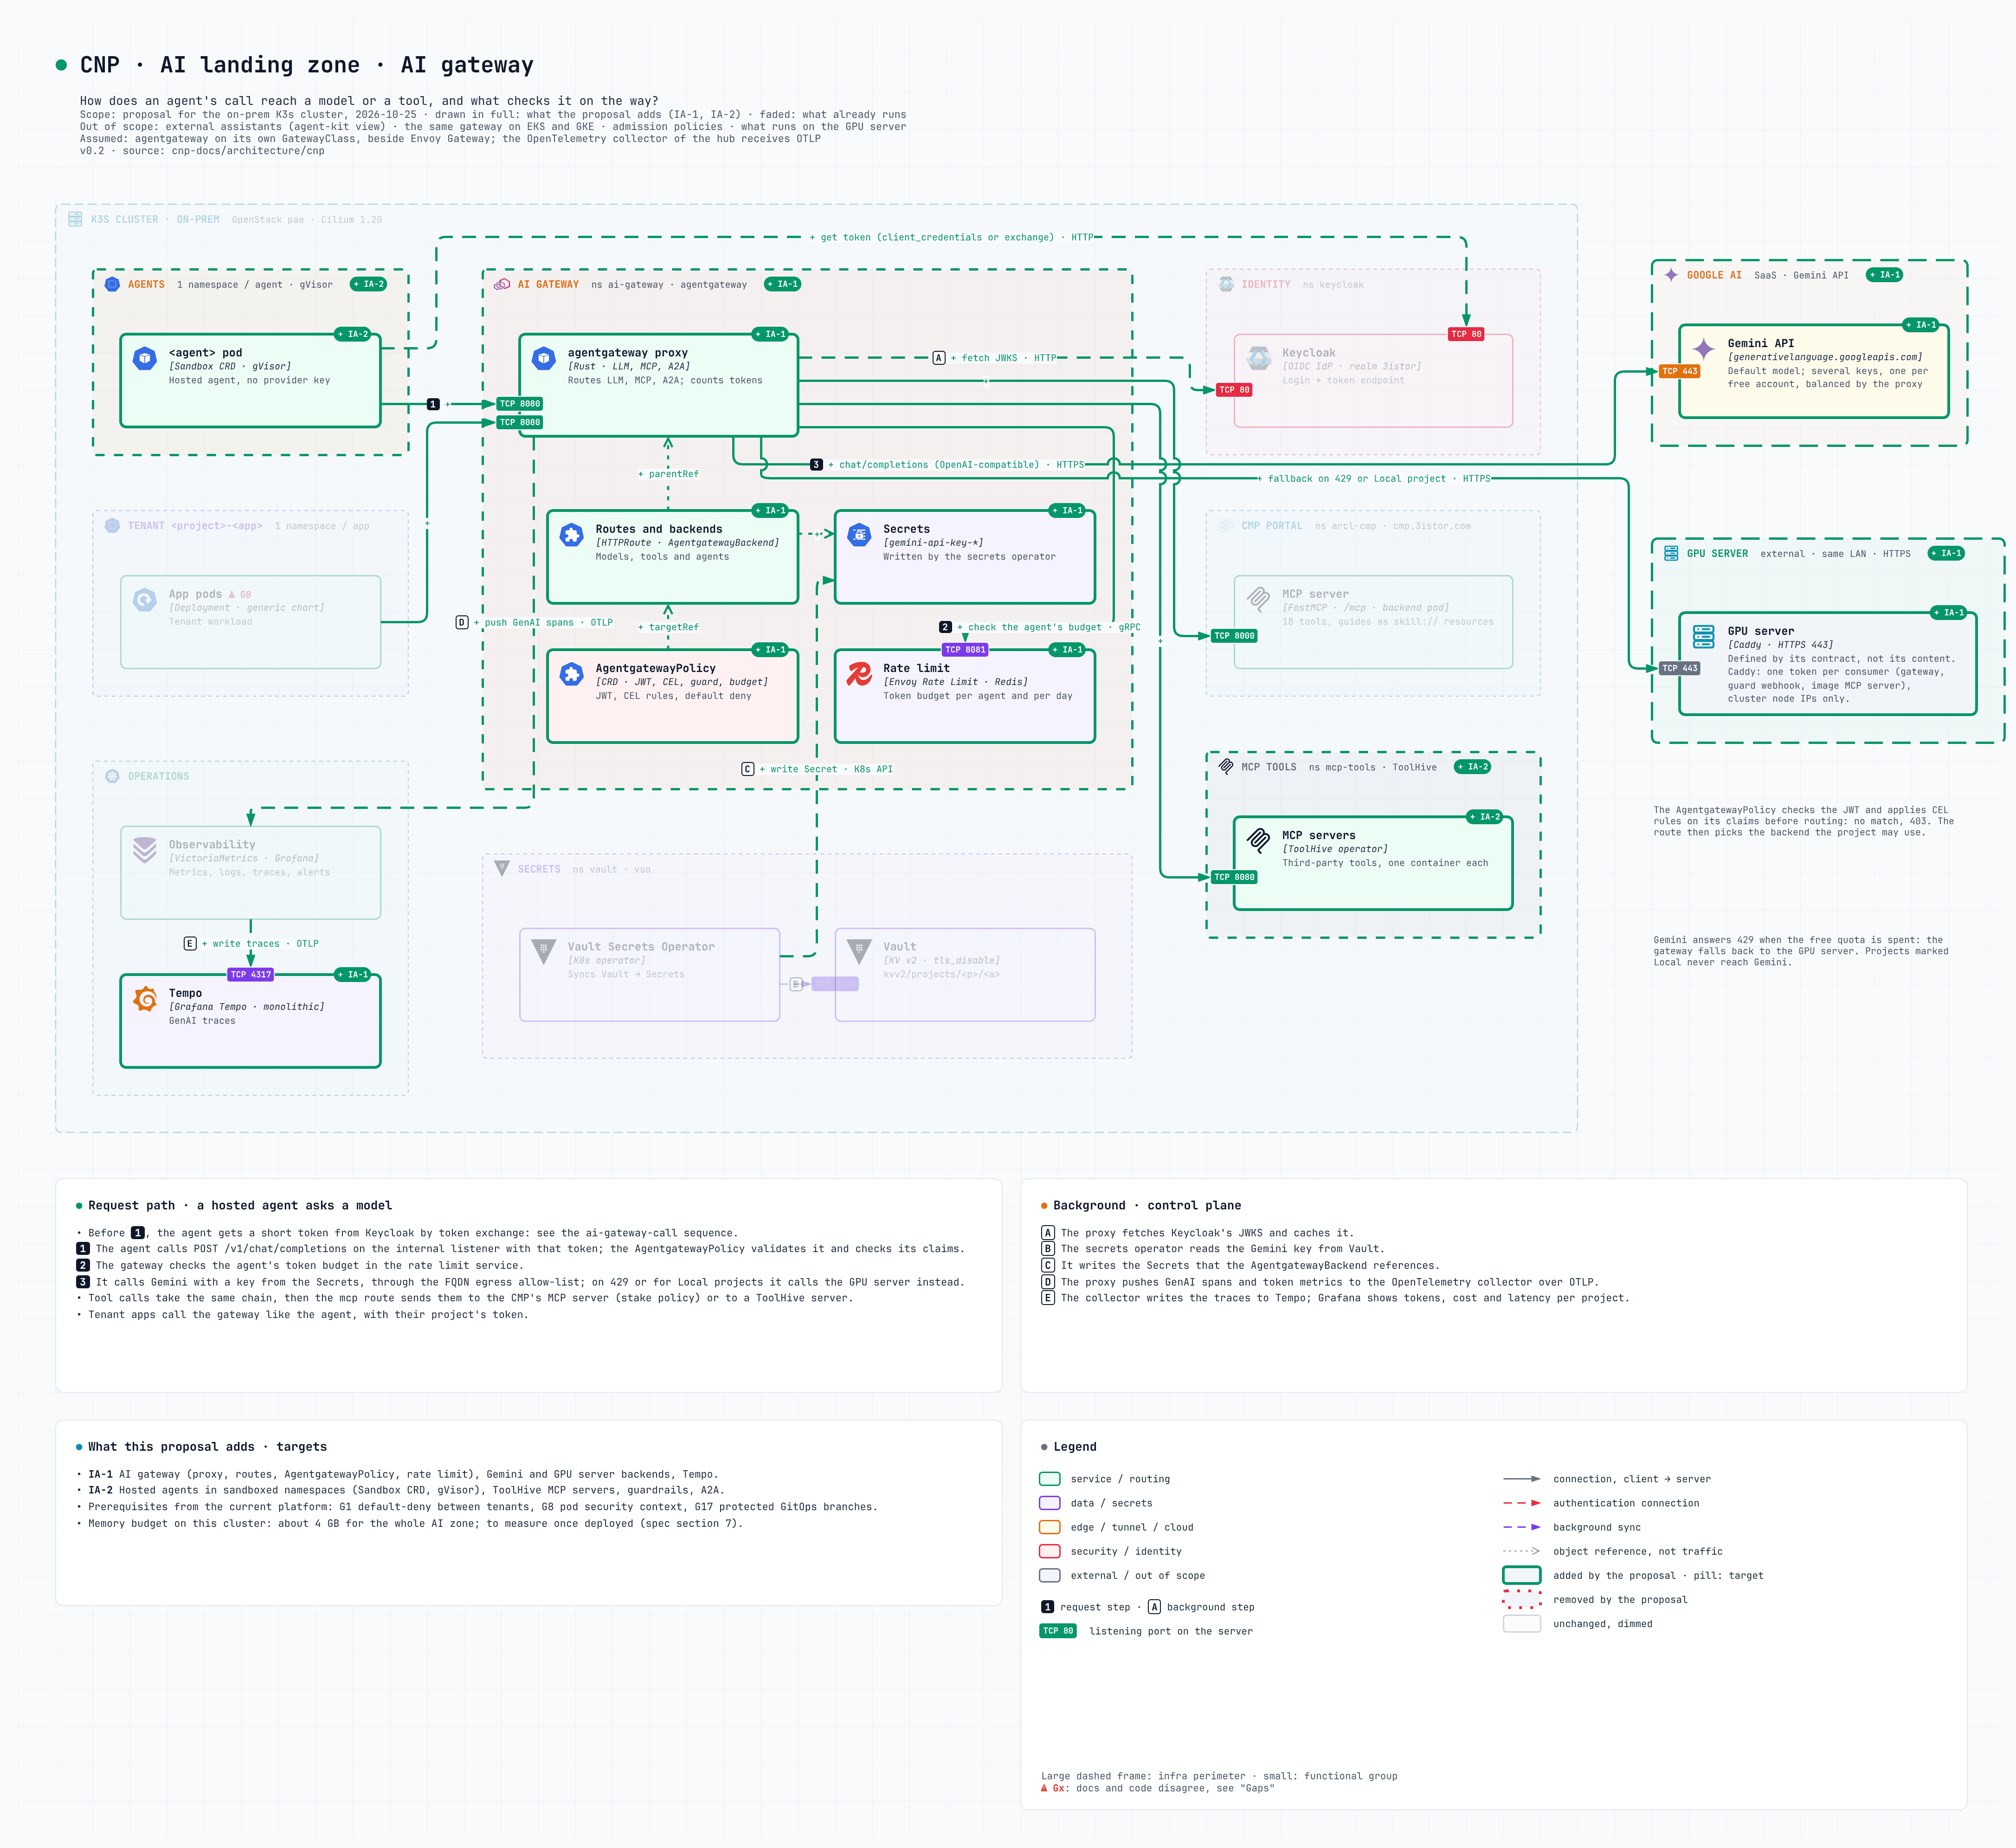 CNP · AI landing zone · AI gateway
How does an agent's call reach a model or a tool, and what checks it on the way?
Scope: proposal for the on-prem K3s cluster, 2026-10-25 · drawn in full: what the proposal adds (IA-1, IA-2) · faded: what already runs
Out of scope: external assistants (agent-kit view) · the same gateway on EKS and GKE · admission policies · what runs on the GPU server
Assumed: agentgateway on its own GatewayClass, beside Envoy Gateway; the OpenTelemetry collector of the hub receives OTLP
v0.2 · source: cnp-docs/architecture/cnp
K3S CLUSTER · ON-PREM OpenStack pae · Cilium 1.20
+ get token (client_credentials or exchange) · HTTP
AGENTS 1 namespace / agent · gVisor + IA-2
+ IA-2
<agent> pod
[Sandbox CRD · gVisor]
Hosted agent, no provider key
1 +
AI GATEWAY ns ai-gateway · agentgateway + IA-1
+ IA-1
agentgateway proxy
[Rust · LLM, MCP, A2A]
Routes LLM, MCP, A2A; counts tokens
TCP 8080
TCP 8080
A + fetch JWKS · HTTP
+
IDENTITY ns keycloak
TCP 80
Keycloak
[OIDC IdP · realm 3istor]
Login + token endpoint
TCP 80
GOOGLE AI SaaS · Gemini API + IA-1
+ IA-1
Gemini API
[generativelanguage.googleapis.com]
Default model; several keys, one per
free account, balanced by the proxy
TCP 443
3 + chat/completions (OpenAI-compatible) · HTTPS
+ fallback on 429 or Local project · HTTPS
+ parentRef
TENANT <project>-<app> 1 namespace / app
+
App pods G8
[Deployment · generic chart]
Tenant workload
+ IA-1
Routes and backends
[HTTPRoute · AgentgatewayBackend]
Models, tools and agents
+
+ IA-1
Secrets
[gemini-api-key-*]
Written by the secrets operator
D + push GenAI spans · OTLP
+ targetRef
2 + check the agent's budget · gRPC
+ IA-1
AgentgatewayPolicy
[CRD · JWT, CEL, guard, budget]
JWT, CEL rules, default deny
TCP 8081
+ IA-1
Rate limit
[Envoy Rate Limit · Redis]
Token budget per agent and per day
C + write Secret · K8s API
+
CMP PORTAL ns arcl-cmp · cmp.3istor.com
MCP server
[FastMCP · /mcp · backend pod]
18 tools, guides as skill:// resources
TCP 8000
GPU SERVER external · same LAN · HTTPS + IA-1
+ IA-1
GPU server
[Caddy · HTTPS 443]
Defined by its contract, not its content.
Caddy: one token per consumer (gateway,
guard webhook, image MCP server),
cluster node IPs only.
TCP 443
MCP TOOLS ns mcp-tools · ToolHive + IA-2
+ IA-2
MCP servers
[ToolHive operator]
Third-party tools, one container each
TCP 8080
The AgentgatewayPolicy checks the JWT and applies CEL
rules on its claims before routing: no match, 403. The
route then picks the backend the project may use.
Gemini answers 429 when the free quota is spent: the
gateway falls back to the GPU server. Projects marked
Local never reach Gemini.
OPERATIONS
Observability
[VictoriaMetrics · Grafana]
Metrics, logs, traces, alerts
E + write traces · OTLP
TCP 4317
+ IA-1
Tempo
[Grafana Tempo · monolithic]
GenAI traces
SECRETS ns vault · vso
Vault Secrets Operator
[K8s operator]
Syncs Vault → Secrets
B
Vault
[KV v2 · tls_disable]
kvv2/projects/<p>/<a>
Request path · a hosted agent asks a model
• Before 1, the agent gets a short token from Keycloak by token exchange: see the ai-gateway-call sequence.
1 The agent calls POST /v1/chat/completions on the internal listener with that token; the AgentgatewayPolicy validates it and checks its claims.
2 The gateway checks the agent's token budget in the rate limit service.
3 It calls Gemini with a key from the Secrets, through the FQDN egress allow-list; on 429 or for Local projects it calls the GPU server instead.
• Tool calls take the same chain, then the mcp route sends them to the CMP's MCP server (stake policy) or to a ToolHive server.
• Tenant apps call the gateway like the agent, with their project's token.
Background · control plane
A The proxy fetches Keycloak's JWKS and caches it.
B The secrets operator reads the Gemini key from Vault.
C It writes the Secrets that the AgentgatewayBackend references.
D The proxy pushes GenAI spans and token metrics to the OpenTelemetry collector over OTLP.
E The collector writes the traces to Tempo; Grafana shows tokens, cost and latency per project.
What this proposal adds · targets
• IA-1 AI gateway (proxy, routes, AgentgatewayPolicy, rate limit), Gemini and GPU server backends, Tempo.
• IA-2 Hosted agents in sandboxed namespaces (Sandbox CRD, gVisor), ToolHive MCP servers, guardrails, A2A.
• Prerequisites from the current platform: G1 default-deny between tenants, G8 pod security context, G17 protected GitOps branches.
• Memory budget on this cluster: about 4 GB for the whole AI zone; to measure once deployed (spec section 7).
Legend
service / routing
data / secrets
edge / tunnel / cloud
security / identity
external / out of scope
1 request step · A background step
TCP 80 listening port on the server
connection, client → server
authentication connection
background sync
object reference, not traffic
added by the proposal · pill: target
removed by the proposal
unchanged, dimmed
Large dashed frame: infra perimeter · small: functional group
Gx: docs and code disagree, see "Gaps"